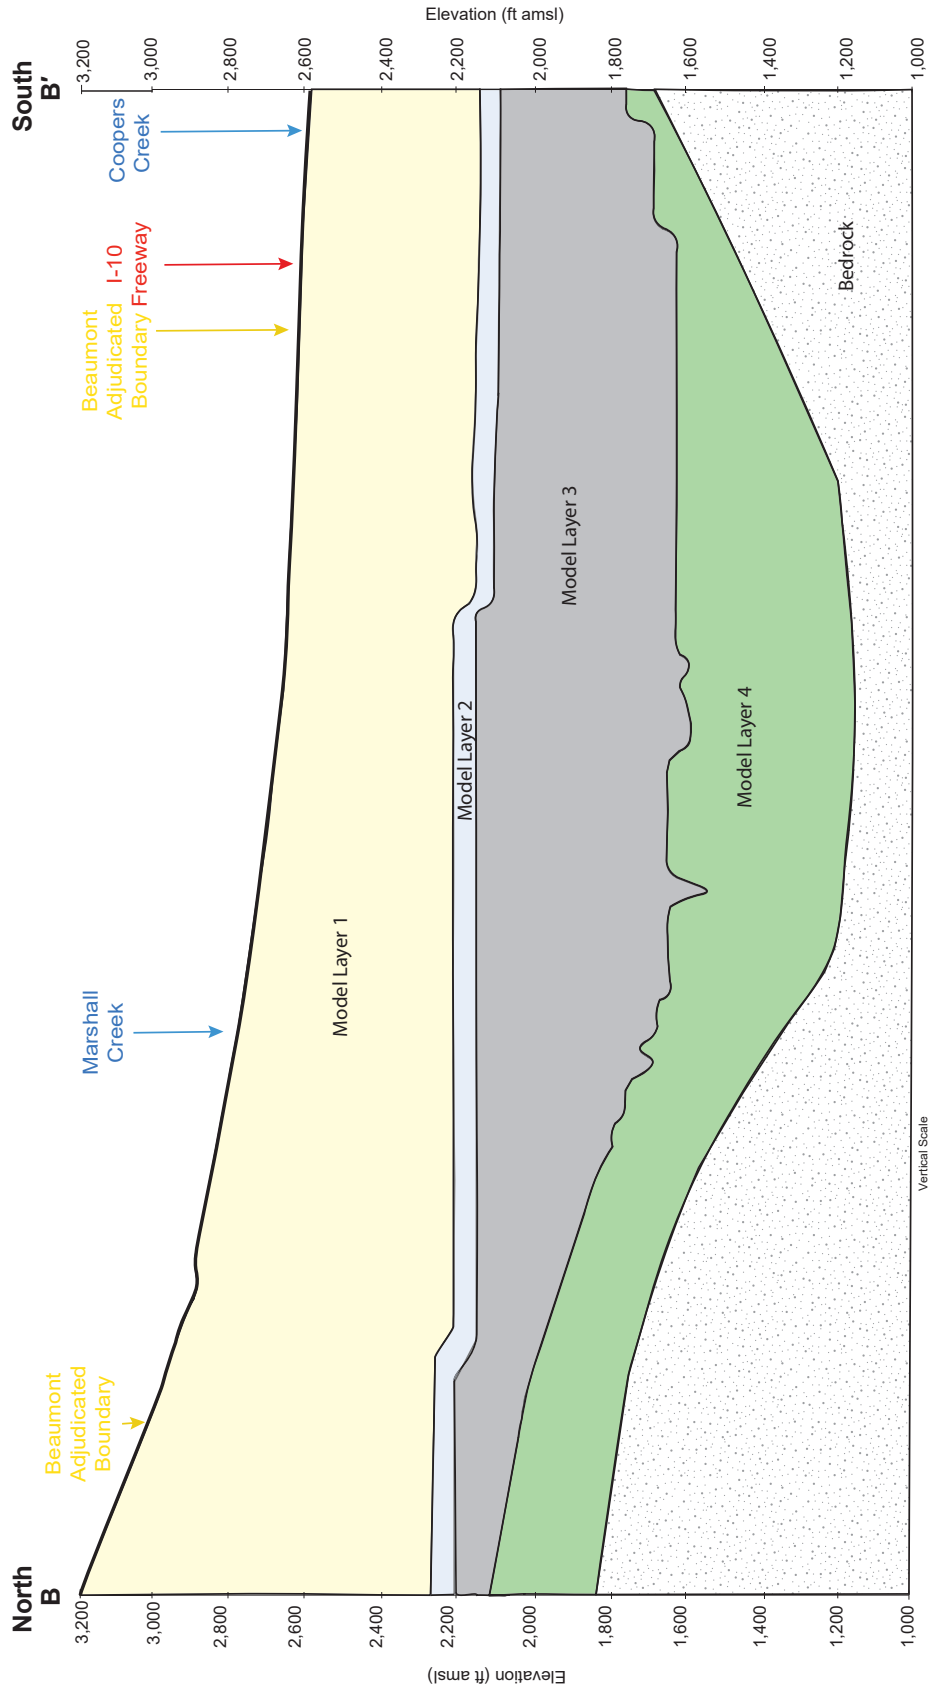 North
B
South
B′
Beaumont
Adjudicated
Boundary
Marshall
Creek
Beaumont
Adjudicated
Boundary
I-10
Freeway
Coopers
Creek
Elevation (ft amsl)
3,200
3,000
2,800
2,600
2,400
2,200
2,000
1,800
1,600
1,400
1,200
1,000
Model Layer 1
Model Layer 2
Model Layer 3
Model Layer 4
Bedrock
3,200
3,000
2,800
2,600
2,400
2,200
2,000
1,800
1,600
1,400
1,200
1,000
Elevation (ft amsl)
Vertical Scale